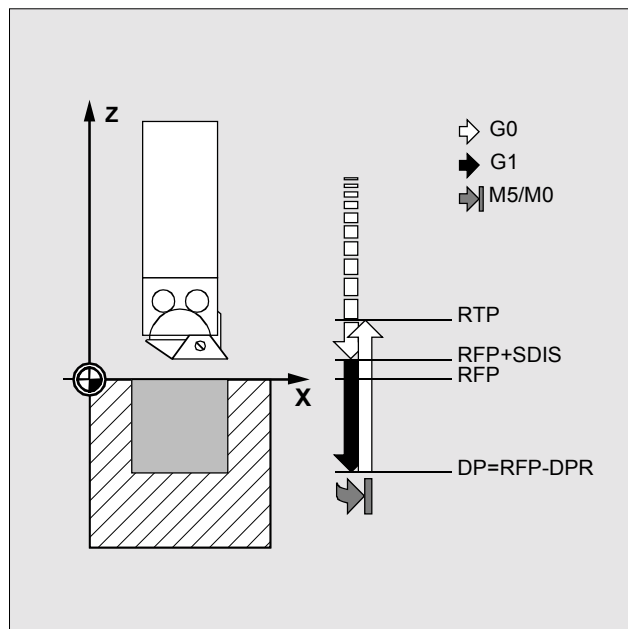 Z
G0
G1
M5/M0
RTP
RFP+SDIS
RFP
X
DP=RFP-DPR